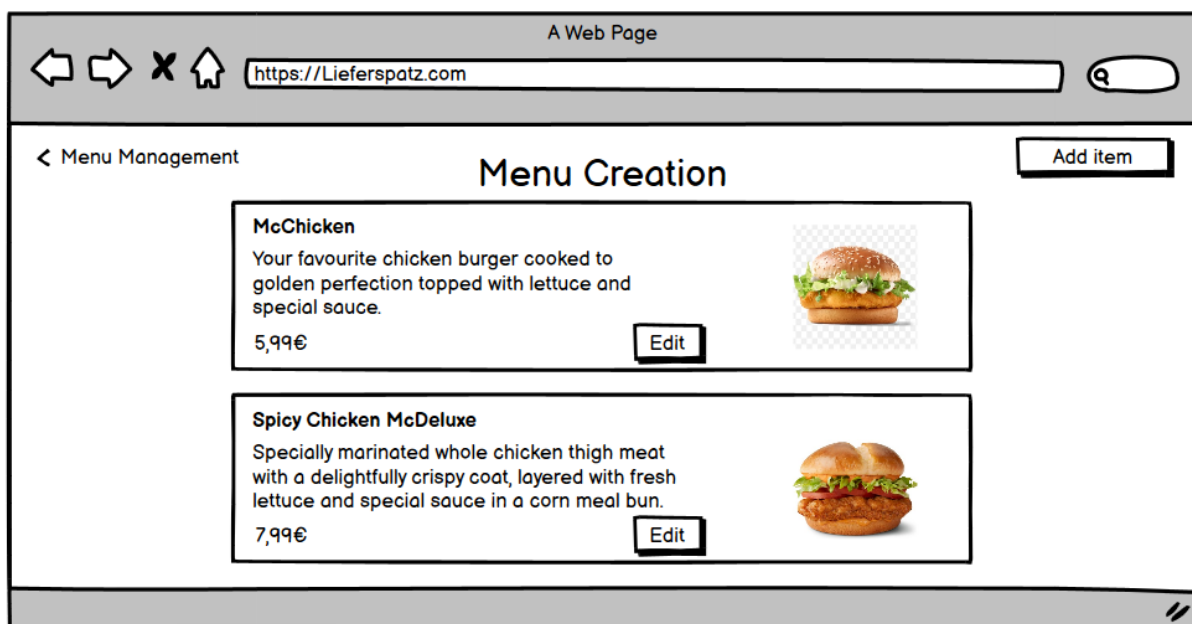 A Web Page
https://Lieferspatz.com
Menu Management
Add item
Menu Creation
McChicken
Your favourite chicken burger cooked to
golden perfection topped with lettuce and
special sauce.
5,99€
Edit
Spicy Chicken McDeluxe
Specially marinated whole chicken thigh meat
with a delightfully crispy coat, layered with fresh
lettuce and special sauce in a corn meal bun.
7,99€
Edit